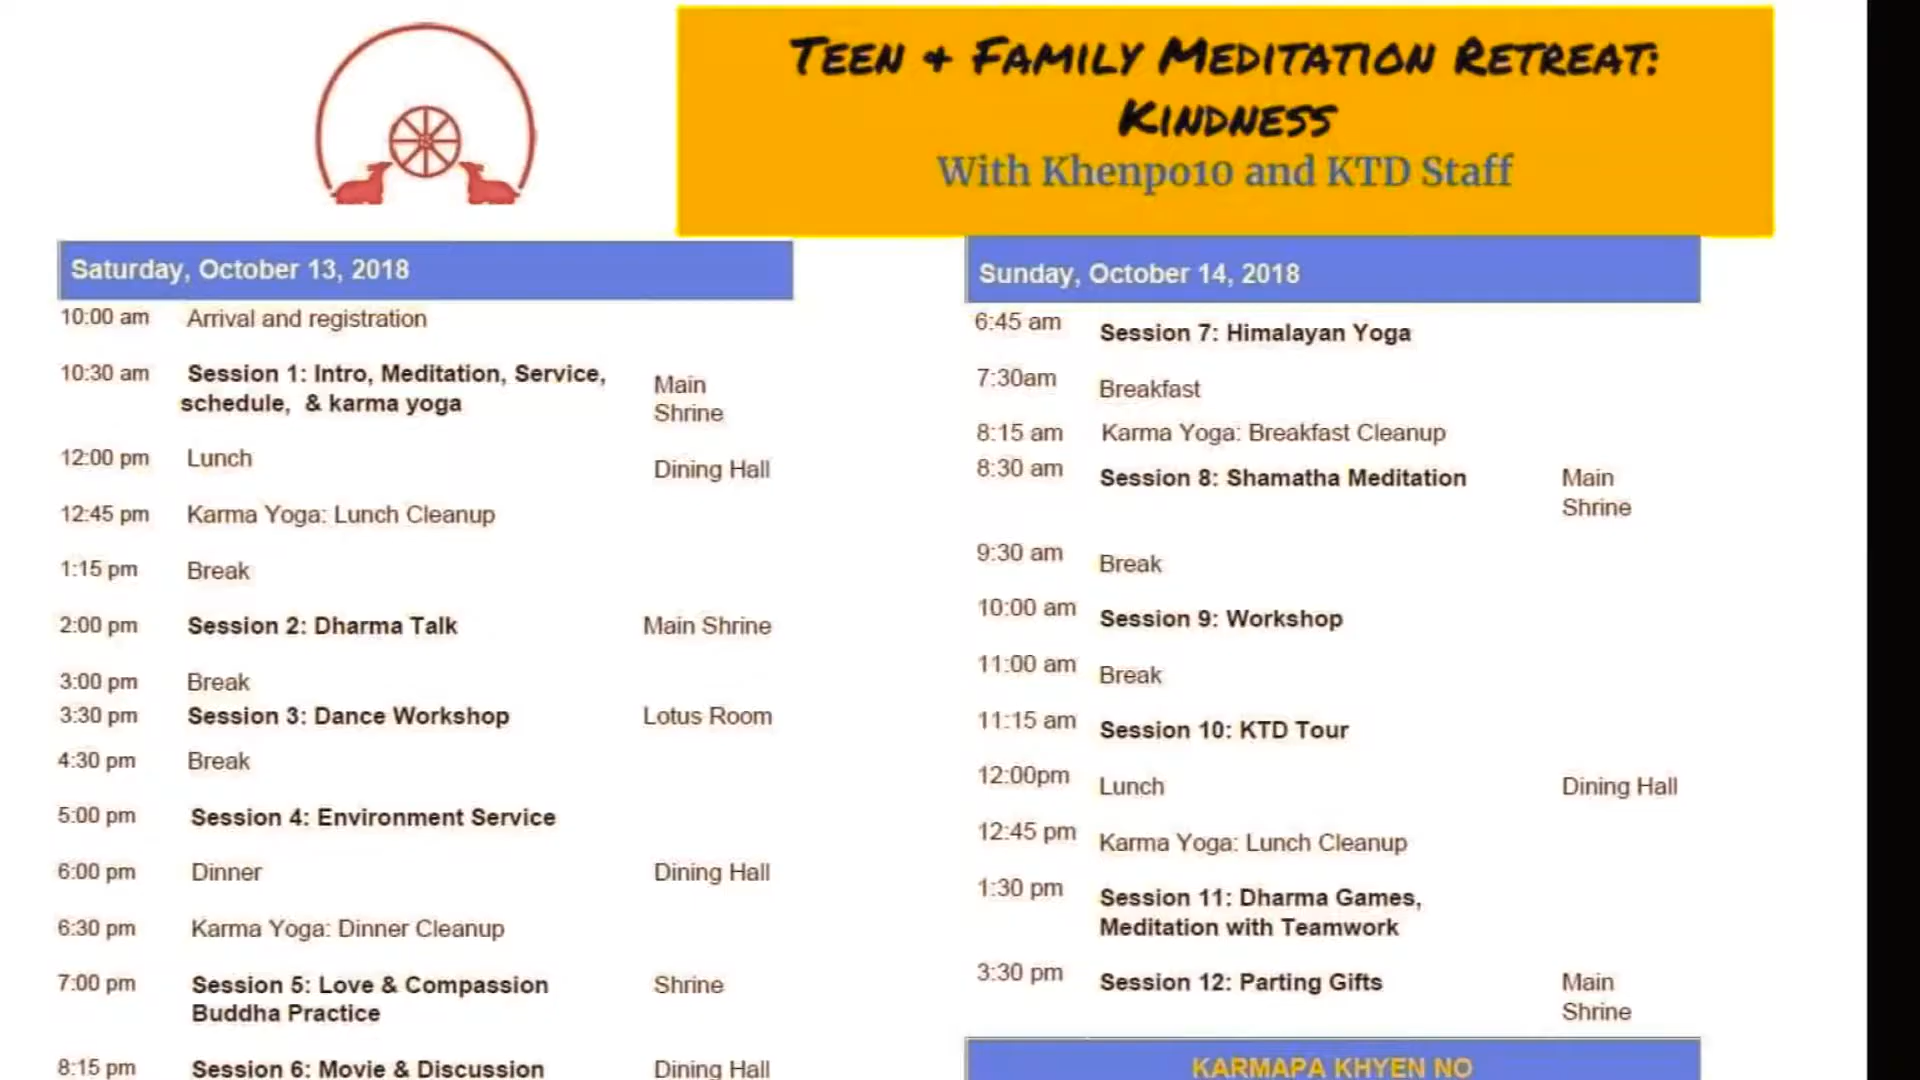 TEEN & FAMILY MEDITATION RETREAT:
KINDNESS
With Khenpo10 and KTD Staff
Saturday, October 13, 2018
10:00 am Arrival and registration
10:30 am Session 1: Intro, Meditation, Service,
schedule, & karma yoga
Main
Shrine
12:00 pm Lunch Dining Hall
12:45 pm Karma Yoga: Lunch Cleanup
1:15 pm Break
2:00 pm Session 2: Dharma Talk Main Shrine
3:00 pm Break
3:30 pm Session 3: Dance Workshop Lotus Room
4:30 pm Break
5:00 pm Session 4: Environment Service
6:00 pm Dinner Dining Hall
6:30 pm Karma Yoga: Dinner Cleanup
7:00 pm Session 5: Love & Compassion Shrine
Buddha Practice
8:15 pm Session 6: Movie & Discussion Dining Hall
Sunday, October 14, 2018
6:45 am Session 7: Himalayan Yoga
7:30am Breakfast
8:15 am Karma Yoga: Breakfast Cleanup
8:30 am Session 8: Shamatha Meditation Main
Shrine
9:30 am Break
10:00 am Session 9: Workshop
11:00 am Break
11:15 am Session 10: KTD Tour
12:00pm Lunch Dining Hall
12:45 pm Karma Yoga: Lunch Cleanup
1:30 pm Session 11: Dharma Games,
Meditation with Teamwork
3:30 pm Session 12: Parting Gifts Main
Shrine
KARMAPA KHYEN NO